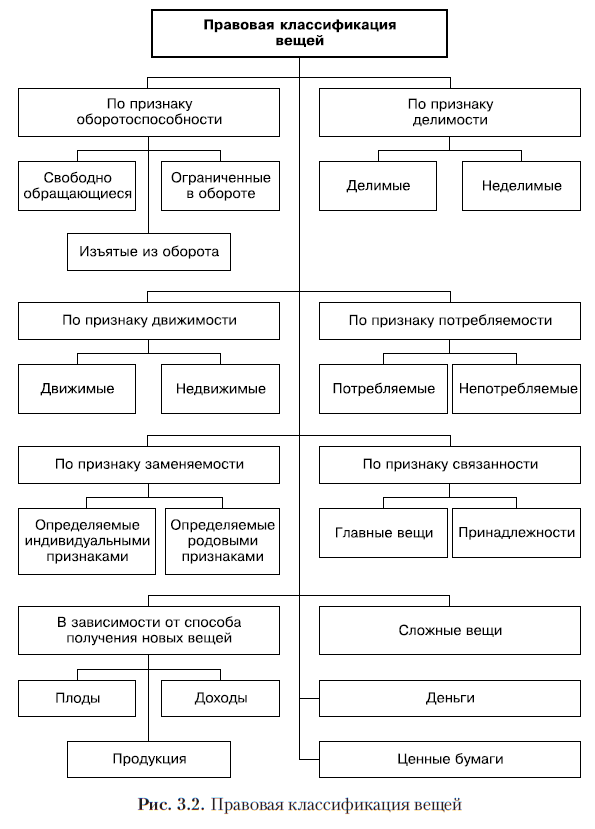 Правовая классификация
вещей
По признаку
оборотоспособности
По признаку
делимости
Свободно
обращающиеся
Ограниченные
в обороте
Делимые
Неделимые
Изъятые из оборота
По признаку движимости
По признаку потребляемости
Движимые
Недвижимые
Потребляемые
Непотребляемые
По признаку заменяемости
По признаку связанности
Определяемые
индивидуальными
признаками
Определяемые
родовыми
признаками
Главные вещи
Принадлежности
В зависимости от способа
получения новых вещей
Сложные вещи
Плоды
Доходы
Деньги
Продукция
Ценные бумаги
Рис. 3.2. Правовая классификация вещей